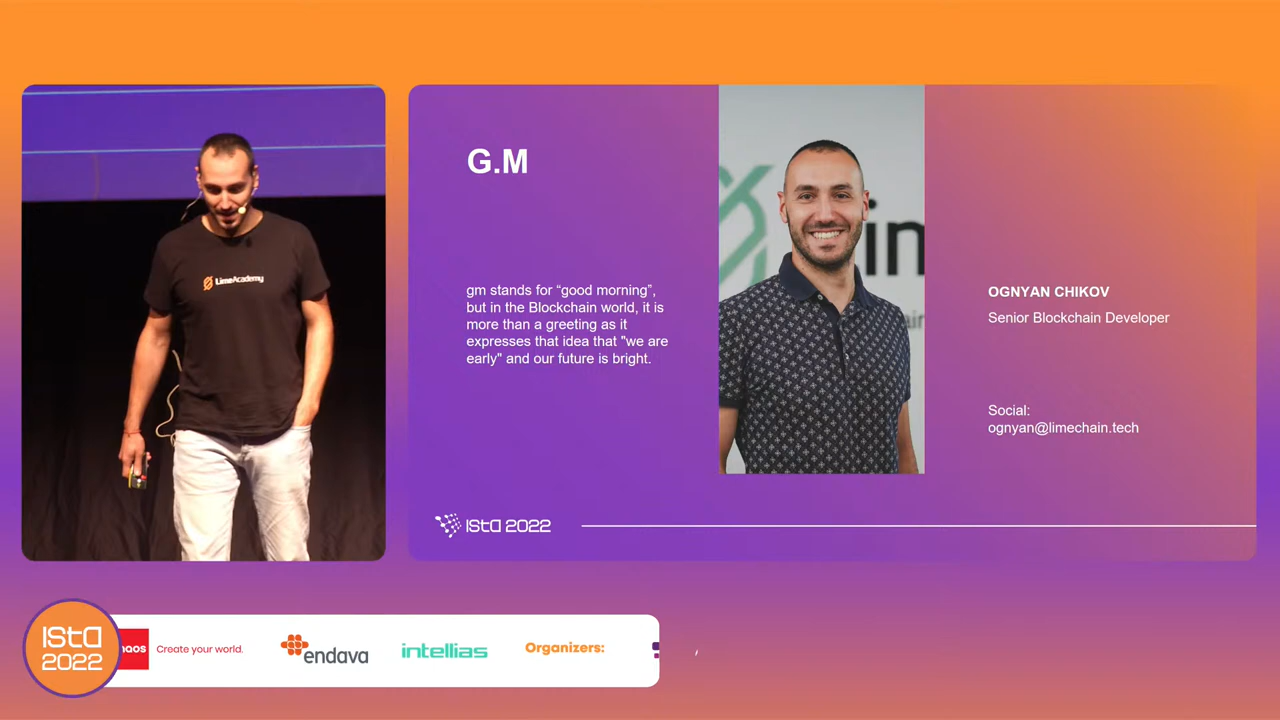 LimeAcademy
G.M
gm stands for “good morning”,
but in the Blockchain world, it is
more than a greeting as it
expresses that idea that "we are
early" and our future is bright.
OGNYAN CHIKOV
Senior Blockchain Developer
Social:
ognyan@limechain.tech
ISTA 2022
ISTA
2022
Create your world.
endava
intellias
Organizers: